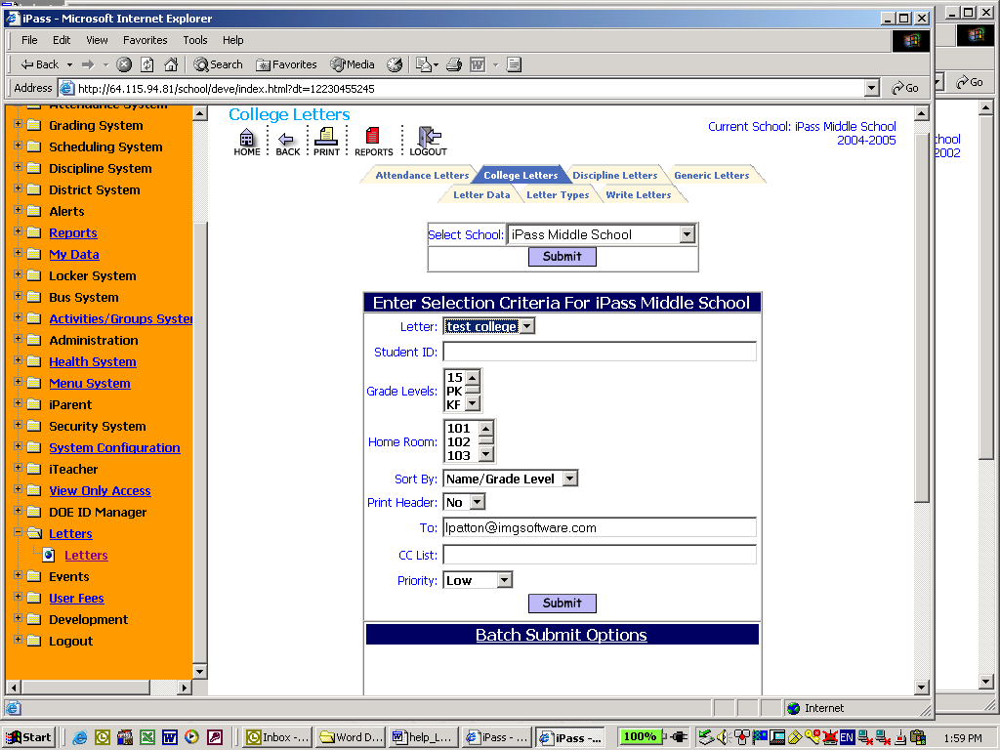 iPass - Microsoft Internet Explorer
File Edit View Favorites Tools Help
Back Search Favorites Media
Address http://64.115.94.81/school/deve/index.html?dt=12230455245 Go
Go
Attendance System
Grading System
Scheduling System
Discipline System
District System
Alerts
Reports
My Data
Locker System
Bus System
Activities/Groups System
Administration
Health System
Menu System
iParent
Security System
System Configuration
iTeacher
View Only Access
DOE ID Manager
Letters
Letters
Events
User Fees
Development
Logout
College Letters
HOME BACK PRINT REPORTS LOGOUT
Current School: iPass Middle School
2004-2005
hool
2002
Attendance Letters College Letters Discipline Letters Generic Letters
Letter Data Letter Types Write Letters
Select School: iPass Middle School
Submit
Enter Selection Criteria For iPass Middle School
Letter: test college
Student ID:
Grade Levels: 15
PK
KF
Home Room: 101
102
103
Sort By: Name/Grade Level
Print Header: No
To: lpatton@imgsoftware.com
CC List:
Priority: Low
Submit
Batch Submit Options
Internet
Start Inbox -... Word D... help_L... iPass - ... iPass -... 100% EN 1:59 PM